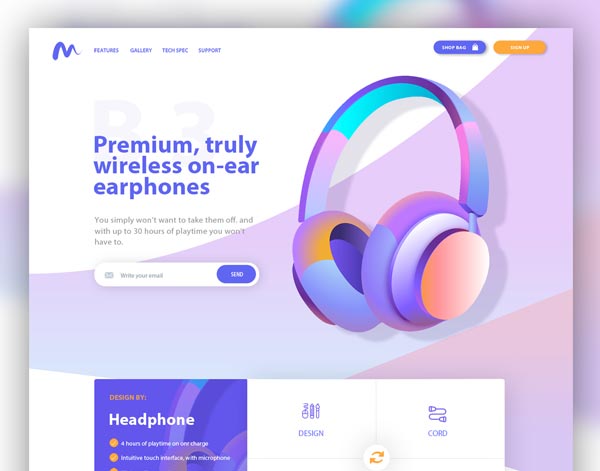 FEATURES GALLERY TECH SPEC SUPPORT SHOP BAG SIGN UP
B 3
Premium, truly
wireless on-ear
earphones
You simply won't want to take them off. and
with up to 30 hours of playtime you won't
have to.
Write your email SEND
DESIGN BY:
Headphone
4 hours of playtime on onr charge
Intuitive touch interface, with microphone
DESIGN CORD